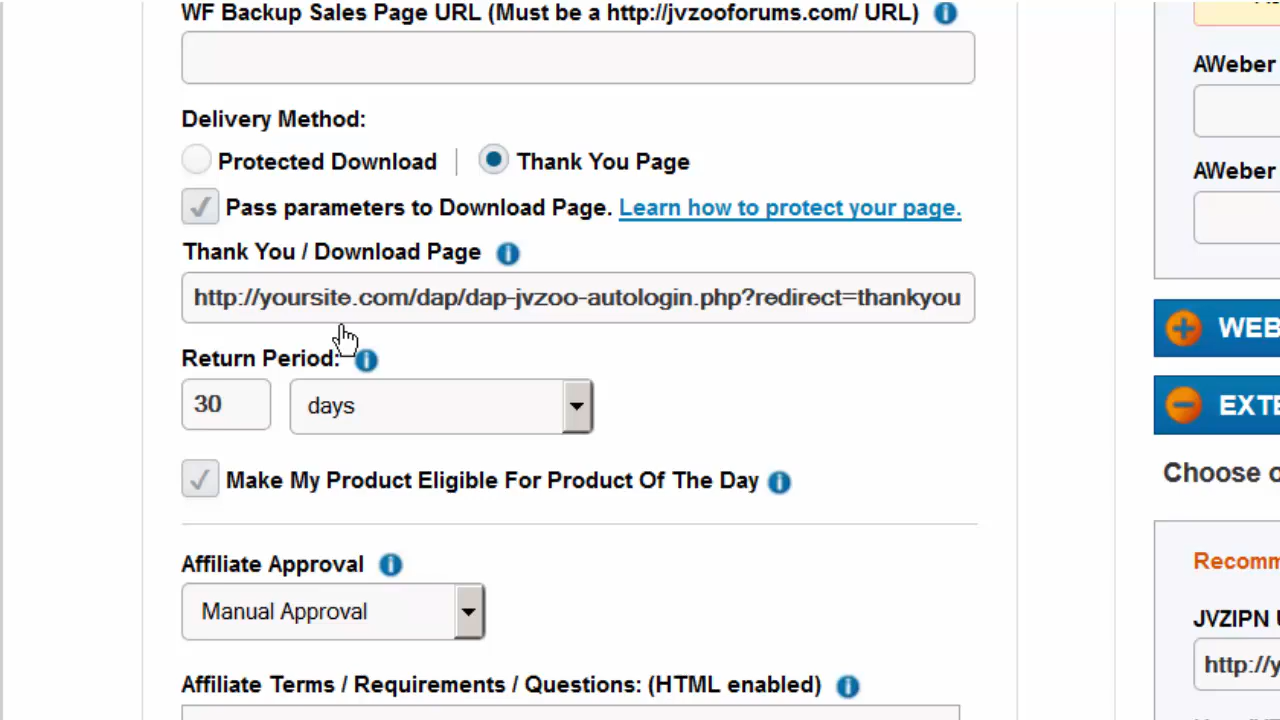 WF Backup Sales Page URL (Must be a http://jvzooforums.com/ URL)
Delivery Method:
Protected Download | Thank You Page
Pass parameters to Download Page. Learn how to protect your page.
Thank You / Download Page
http://yoursite.com/dap/dap-jvzoo-autologin.php?redirect=thankyou
Return Period:
30 days
Make My Product Eligible For Product Of The Day
Affiliate Approval
Manual Approval
Affiliate Terms / Requirements / Questions: (HTML enabled)
AWeber
AWeber
WEB
EXTE
Choose o
Recomm
JVZIPN U
http://y